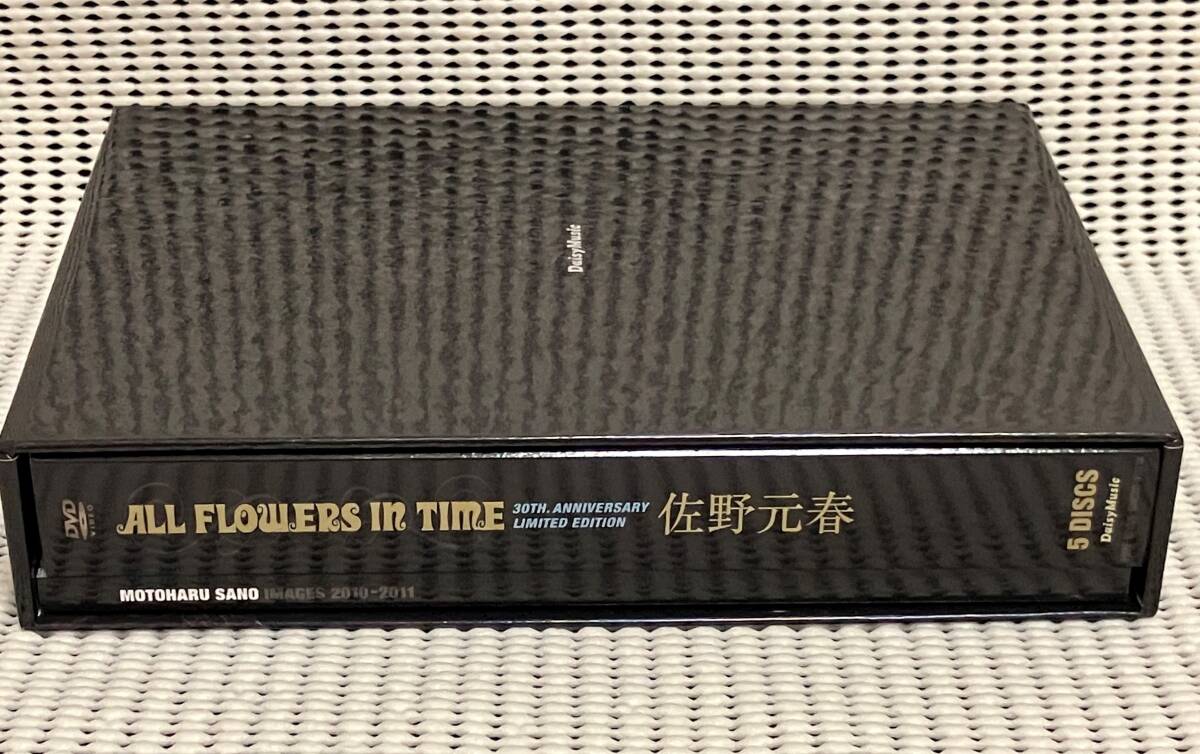 DaisyMusic
DVD
VIDEO
ALL FLOWERS IN TIME
30TH. ANNIVERSARY
LIMITED EDITION
佐野元春
5 DISCS
DaisyMusic
MOTOHARU SANO IMAGES 2010-2011